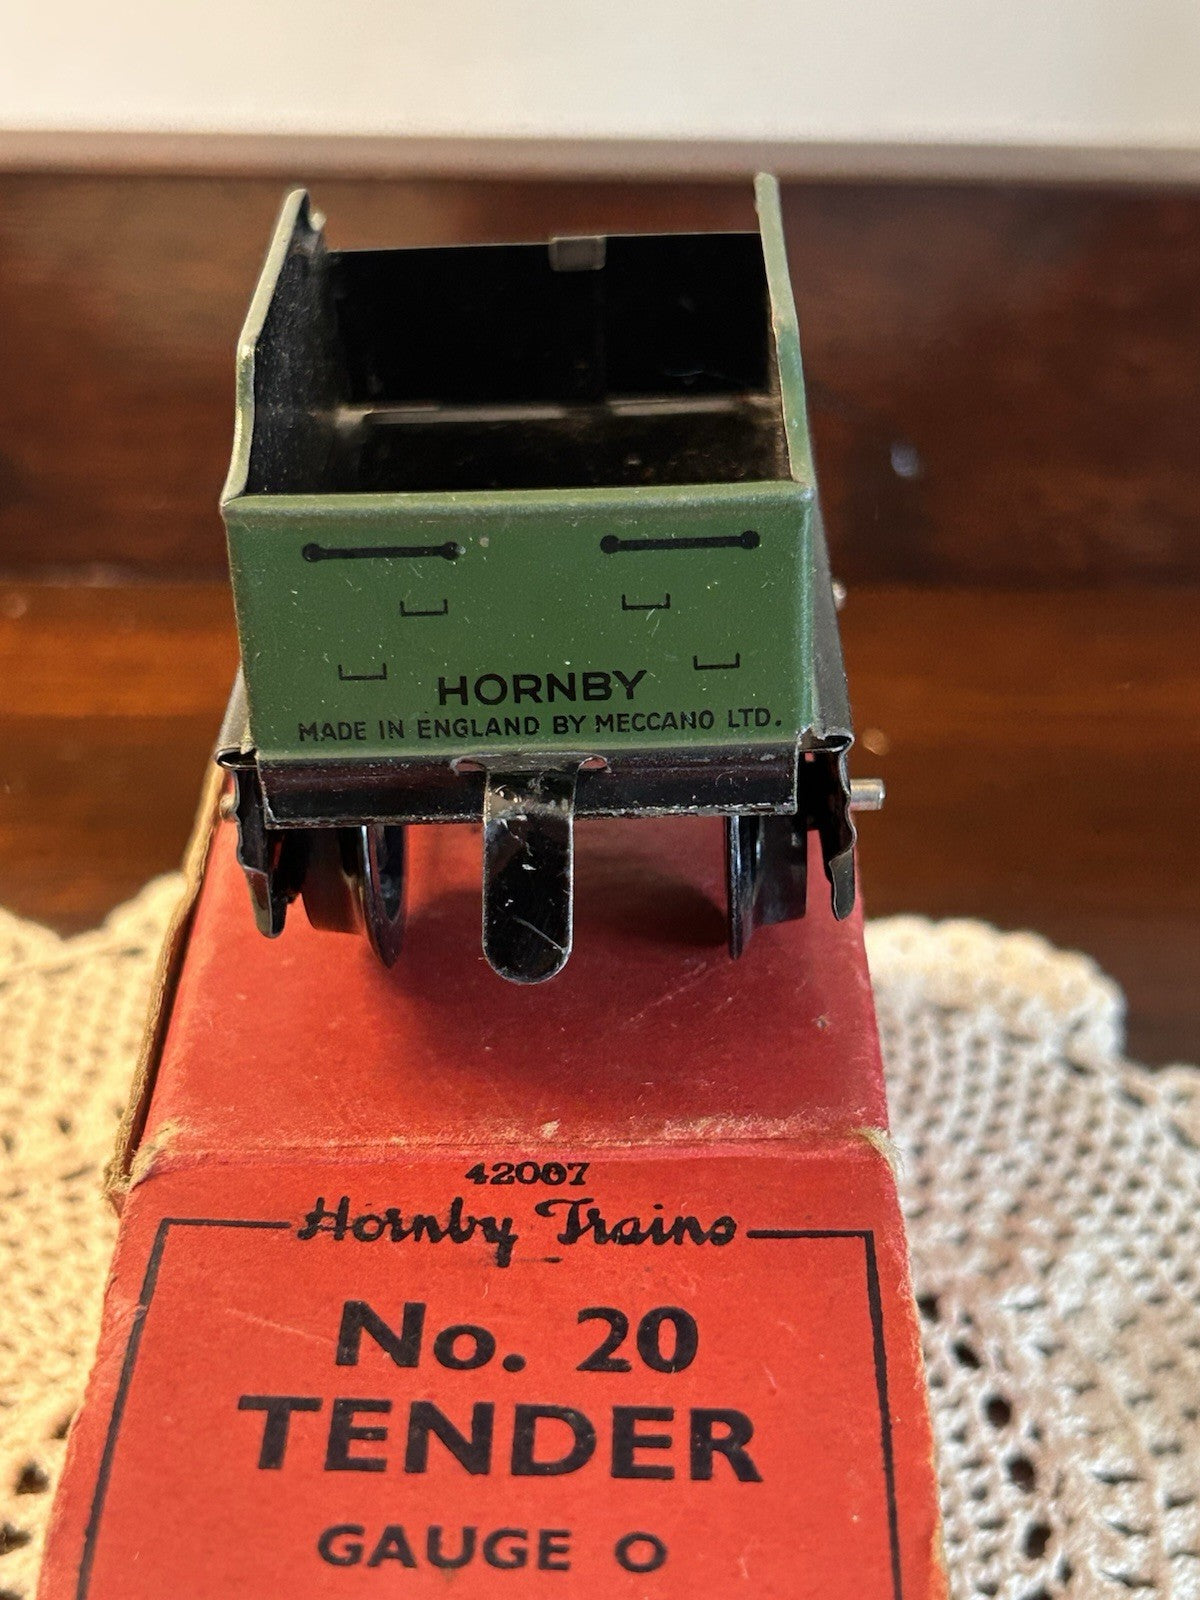 HORNBY
MADE IN ENGLAND BY MECCANO LTD.
42007
Hornby Trains
No. 20
TENDER
GAUGE O